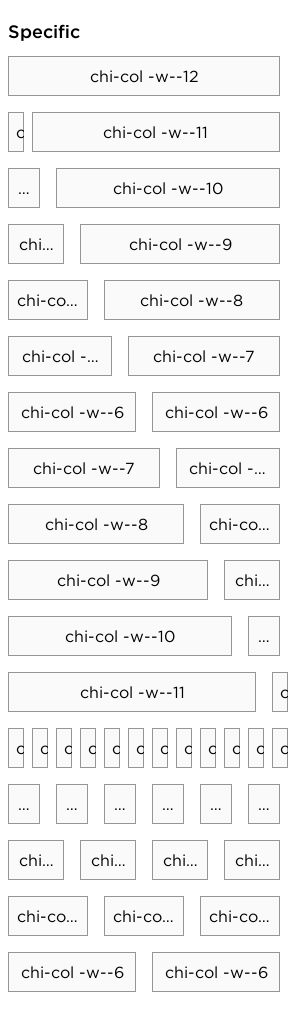 Specific
chi-col -w--12
c chi-col -w--11
... chi-col -w--10
chi... chi-col -w--9
chi-co... chi-col -w--8
chi-col -... chi-col -w--7
chi-col -w--6 chi-col -w--6
chi-col -w--7 chi-col -...
chi-col -w--8 chi-co...
chi-col -w--9 chi...
chi-col -w--10 ...
chi-col -w--11 c
c c c c c c c c c c c c
... ... ... ... ... ...
chi... chi... chi... chi...
chi-co... chi-co... chi-co...
chi-col -w--6 chi-col -w--6